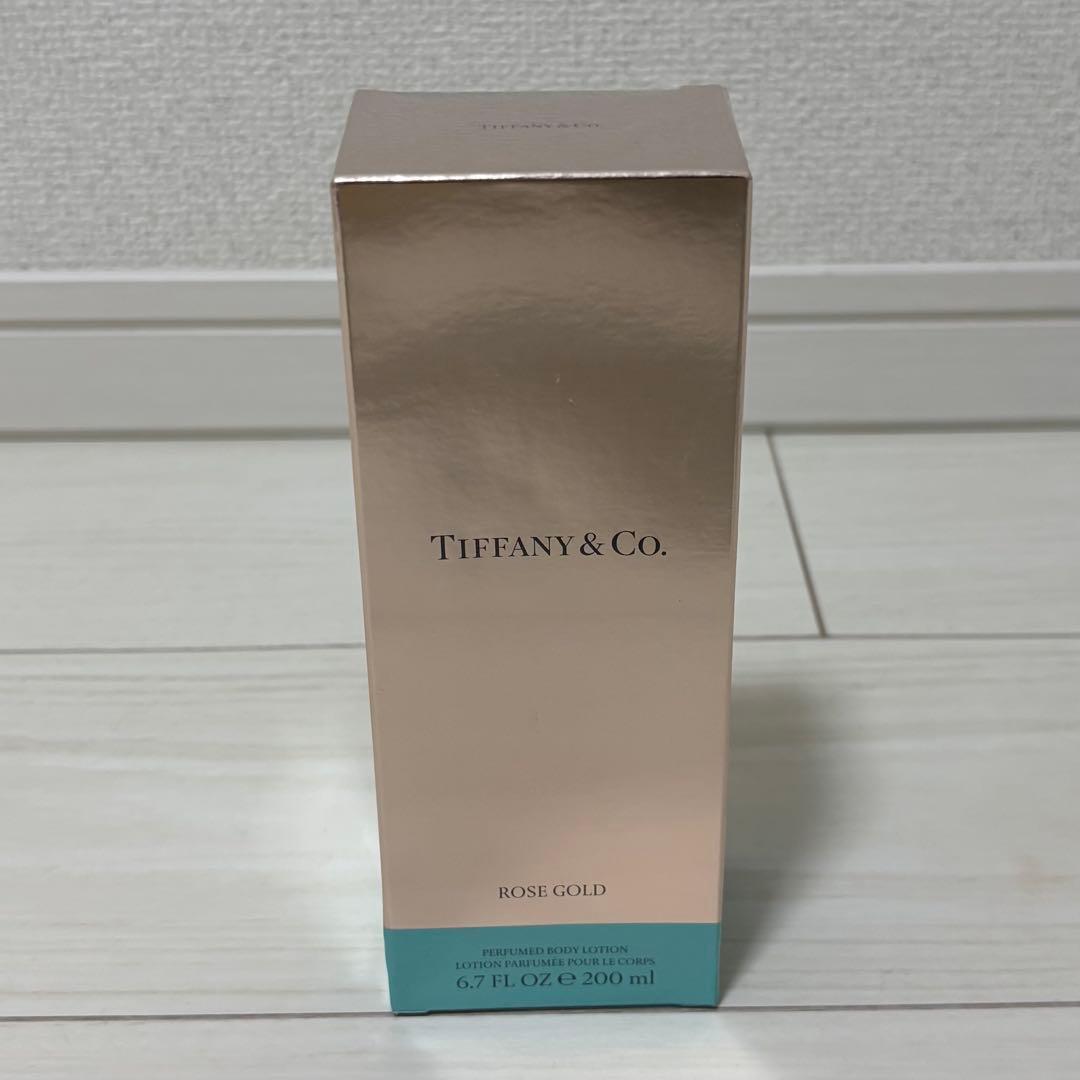 TIFFANY & CO.
TIFFANY & CO.
ROSE GOLD
PERFUMED BODY LOTION
LOTION PARFUMÉE POUR LE CORPS
6.7 FL OZ ℮ 200 ml